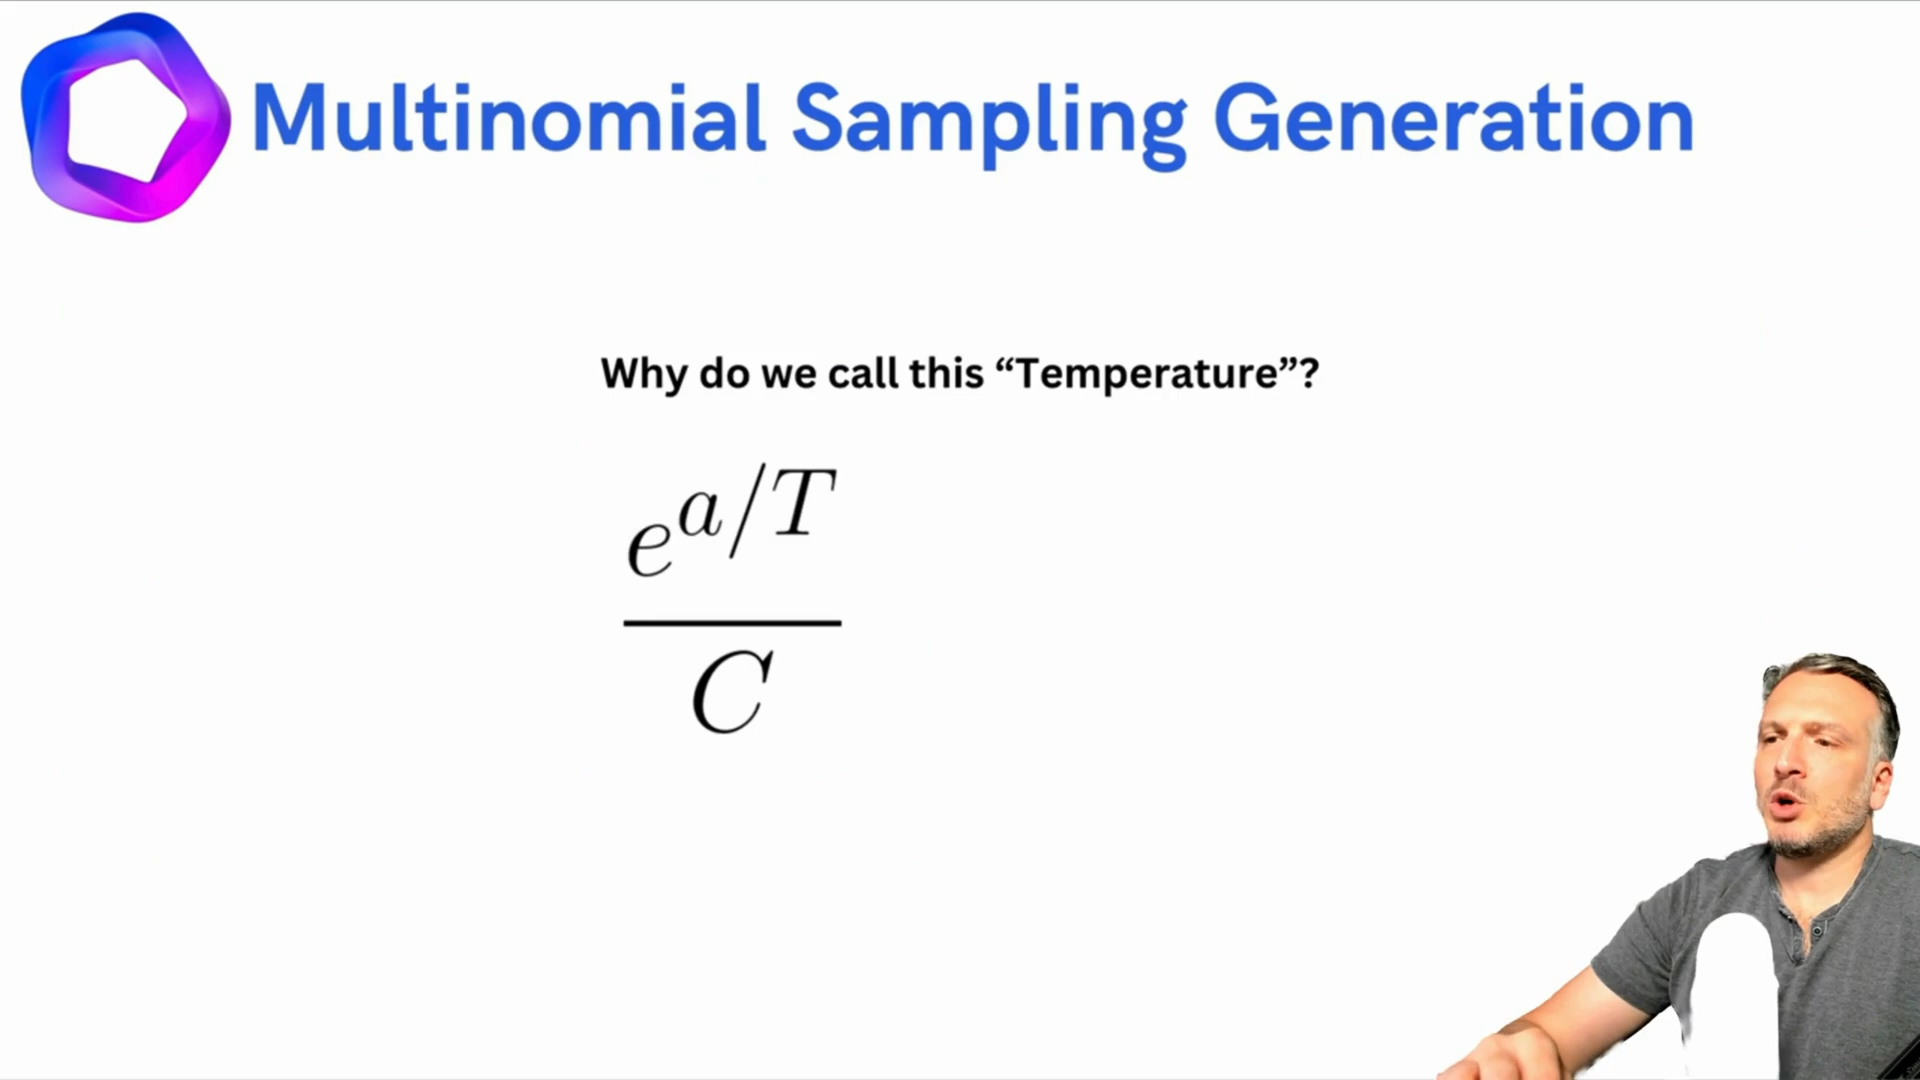 Multinomial Sampling Generation
Why do we call this “Temperature”?
e^{a/T}
C